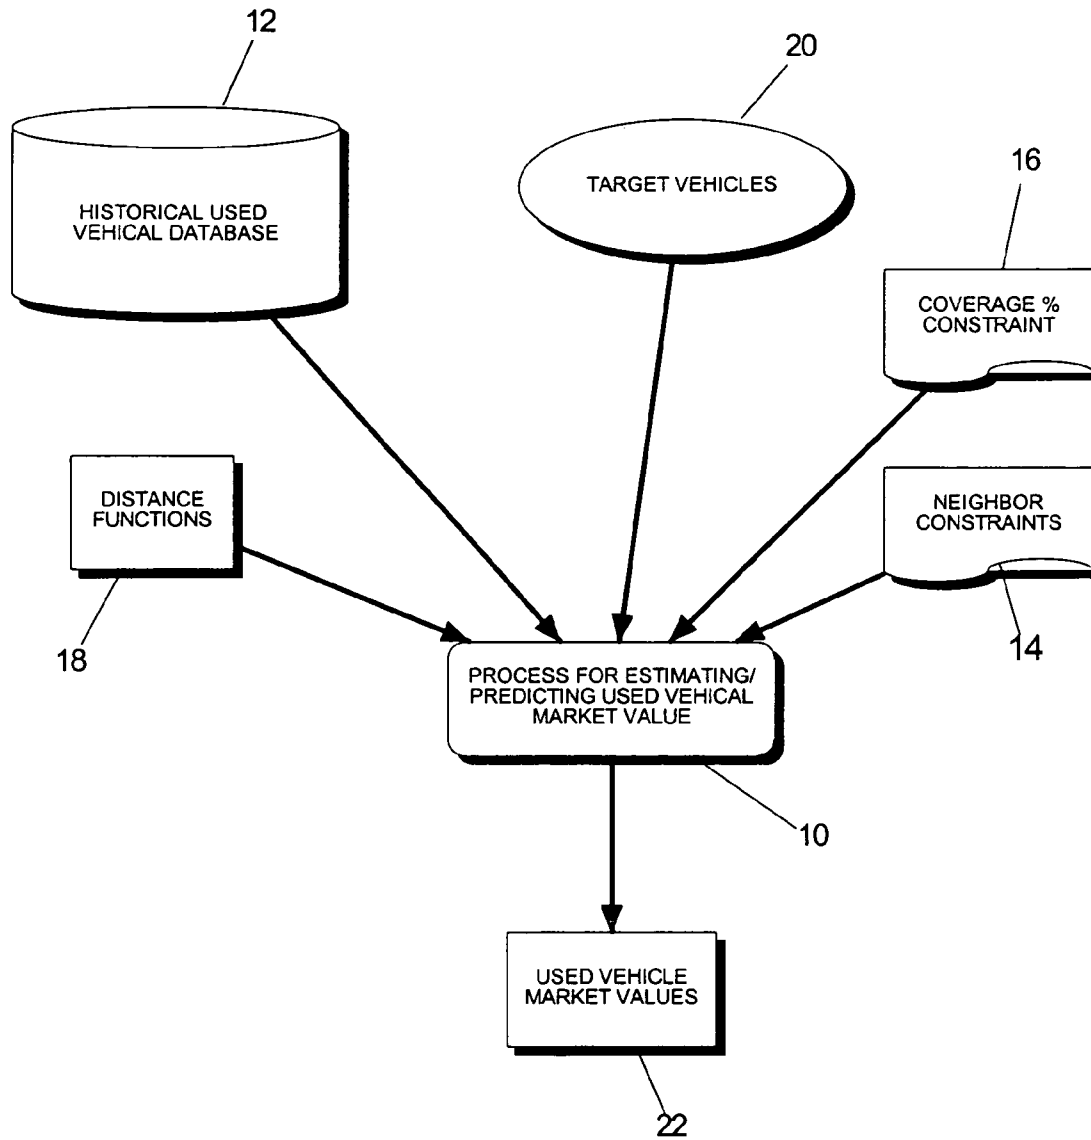 12
20
HISTORICAL USED
VEHICAL DATABASE
TARGET VEHICLES
16
COVERAGE %
CONSTRAINT
DISTANCE
FUNCTIONS
NEIGHBOR
CONSTRAINTS
18
14
PROCESS FOR ESTIMATING/
PREDICTING USED VEHICAL
MARKET VALUE
10
USED VEHICLE
MARKET VALUES
22